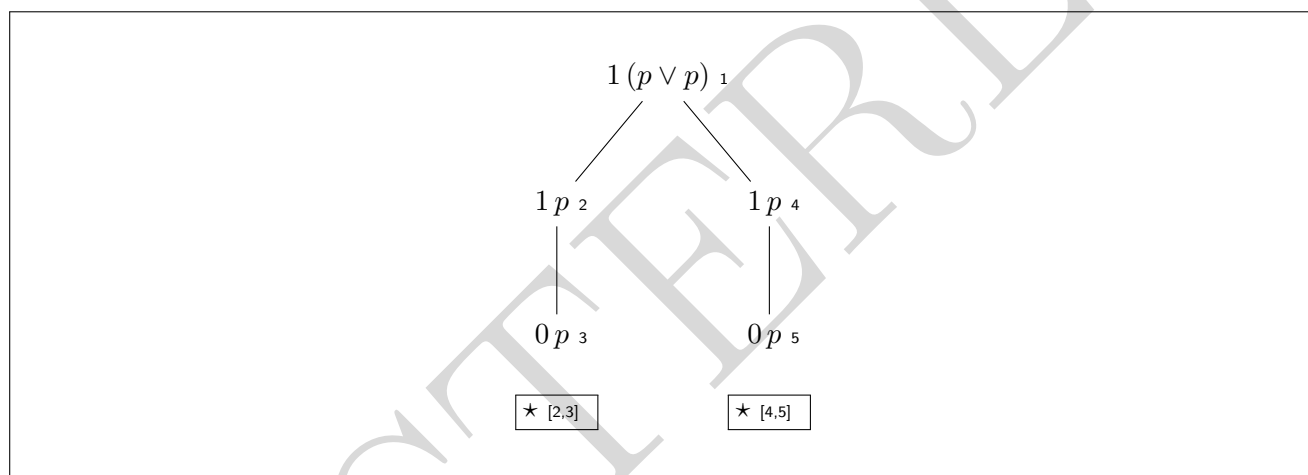 1 (p ∨ p) 1
1 p 2 1 p 4
0 p 3 0 p 5
★ [2,3] ★ [4,5]